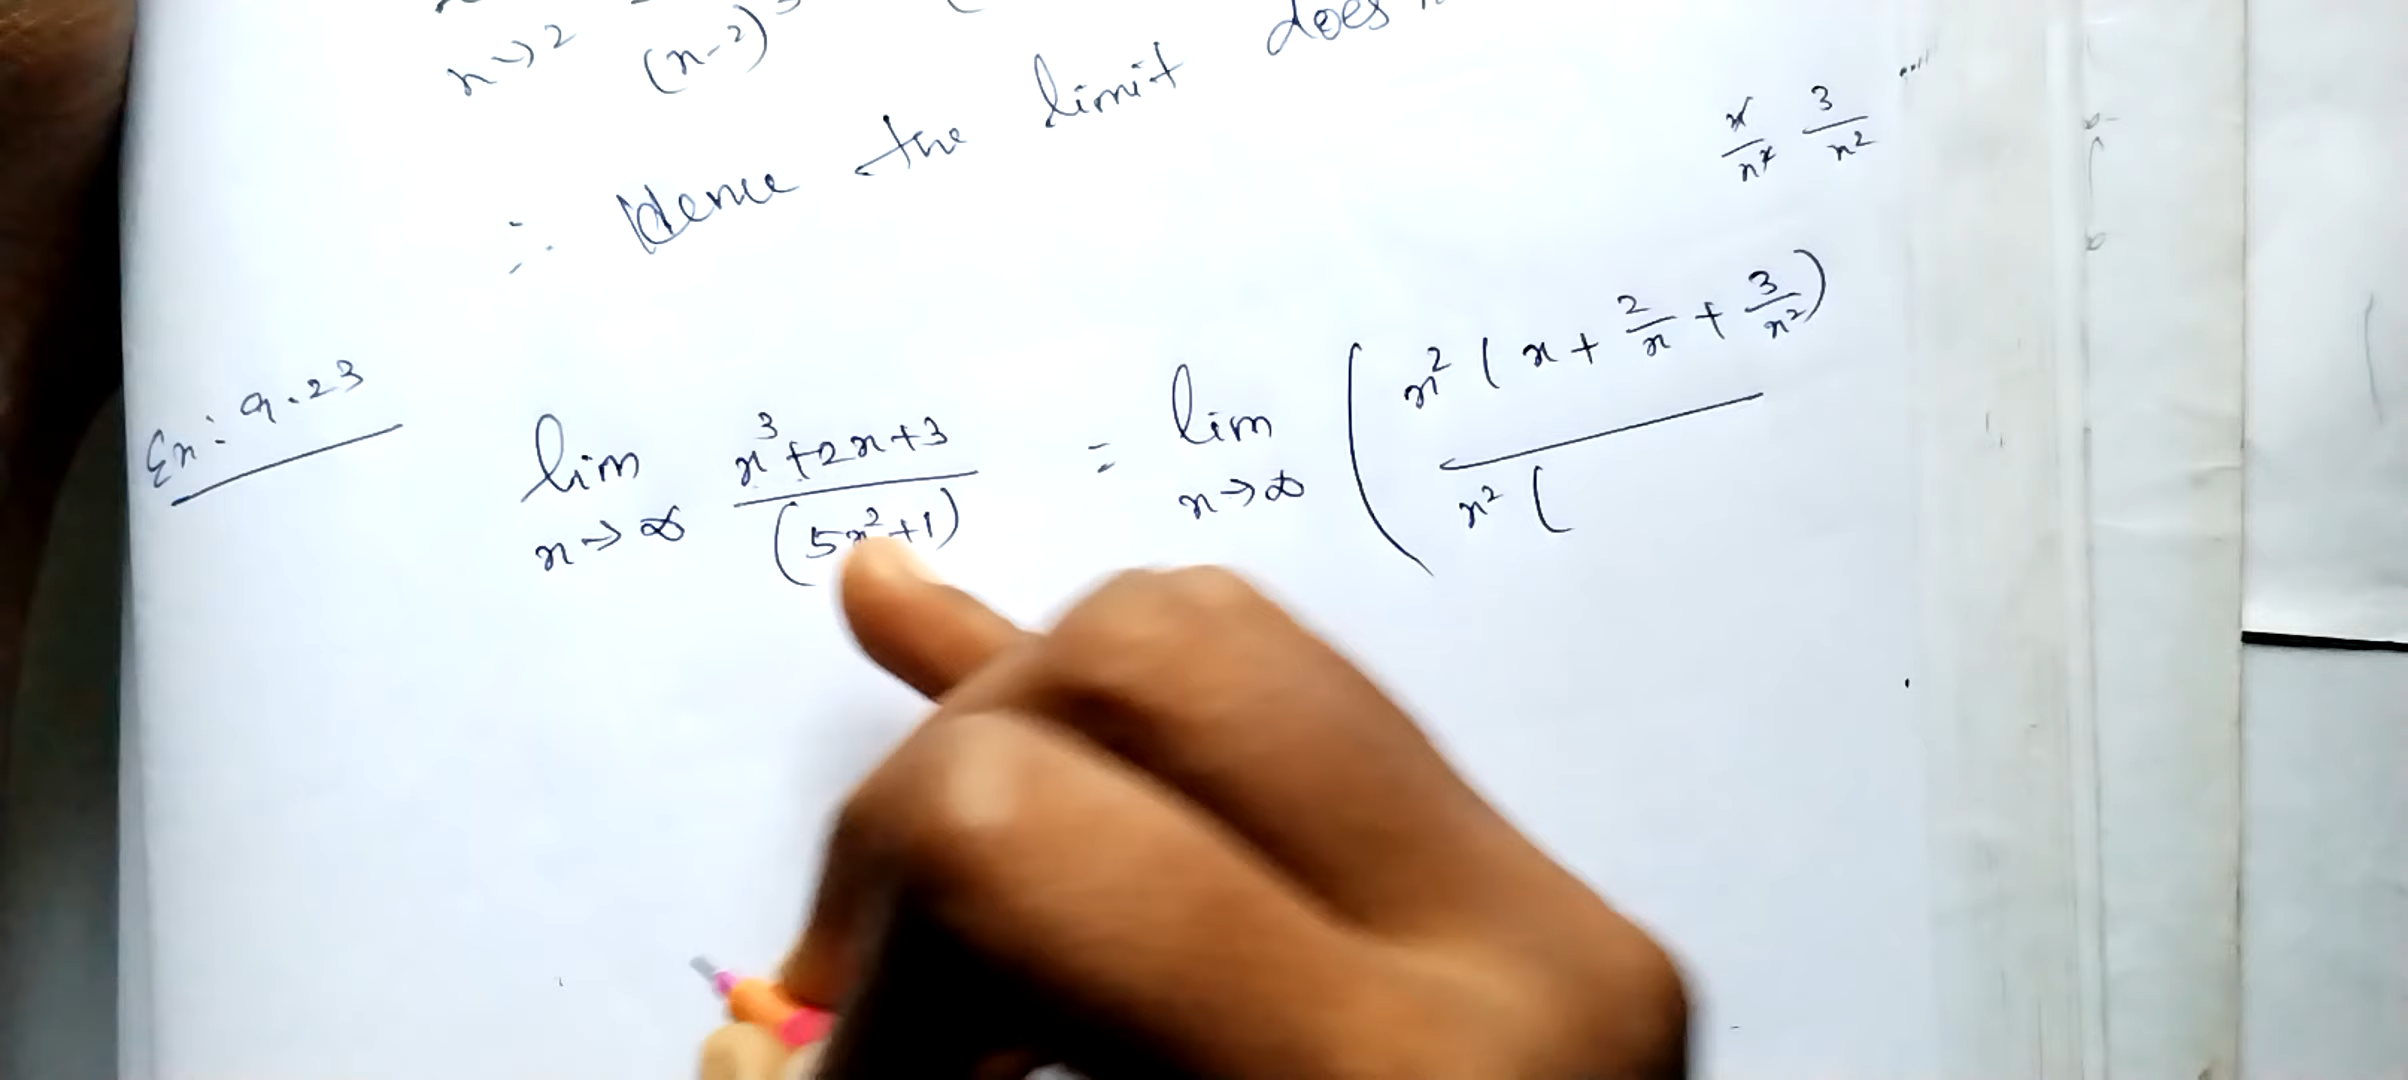 x→2 (x-2)
∴ Hence the limit does
x/x² 3/x²
Ex: 9.23
lim x→∞ x³+2x+3/(5x²+1) = lim x→∞ (x²(x+2/x+3/x²)/x²(